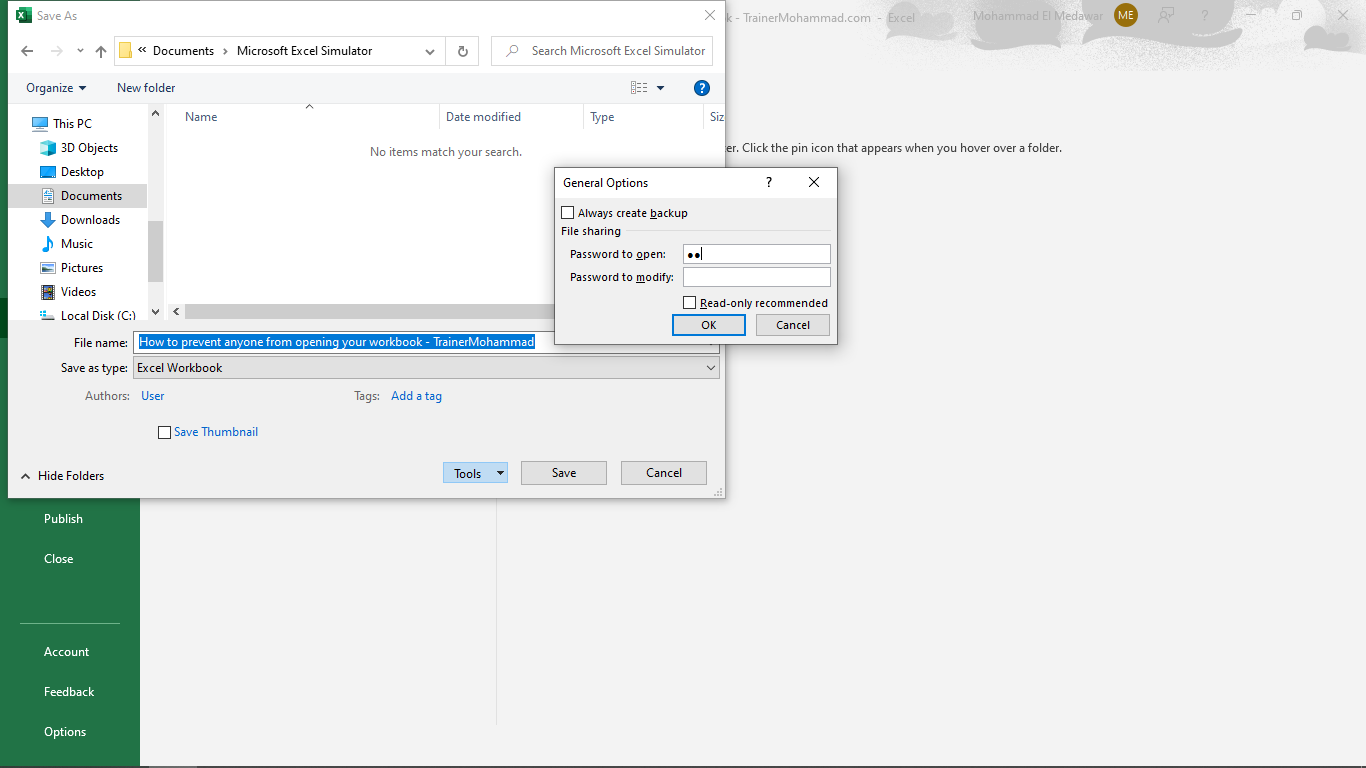 Save As
k - TrainerMohammad.com - Excel
Mohammad El Medawar
ME
?
« Documents > Microsoft Excel Simulator
Search Microsoft Excel Simulator
Organize
New folder
?
This PC
3D Objects
Desktop
Documents
Downloads
Music
Pictures
Videos
Local Disk (C:)
Name
Date modified
Type
Siz
No items match your search.
er. Click the pin icon that appears when you hover over a folder.
General Options
?
Always create backup
File sharing
Password to open: ●●
Password to modify:
Read-only recommended
OK
Cancel
File name: How to prevent anyone from opening your workbook - TrainerMohammad
Save as type: Excel Workbook
Authors: User
Tags: Add a tag
Save Thumbnail
Hide Folders
Tools
Save
Cancel
Publish
Close
Account
Feedback
Options